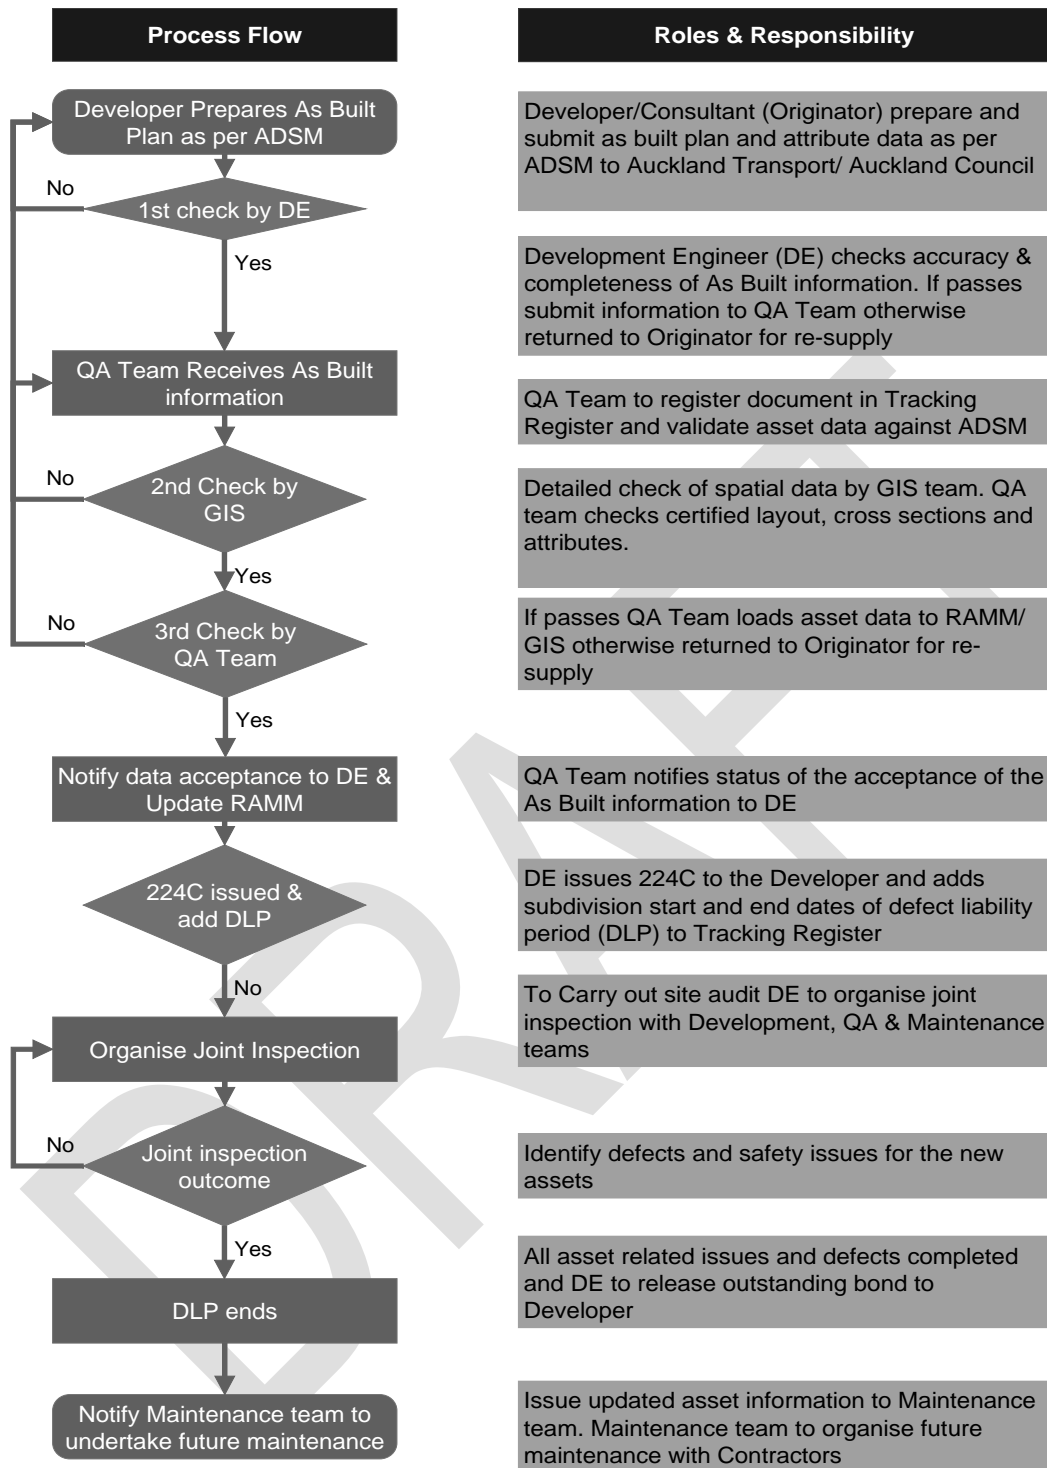 Process Flow
Roles & Responsibility
Developer Prepares As Built
Plan as per ADSM
Developer/Consultant (Originator) prepare and
submit as built plan and attribute data as per
ADSM to Auckland Transport/ Auckland Council
No
1st check by DE
Yes
Development Engineer (DE) checks accuracy &
completeness of As Built information. If passes
submit information to QA Team otherwise
returned to Originator for re-supply
QA Team Receives As Built
information
QA Team to register document in Tracking
Register and validate asset data against ADSM
No
2nd Check by
GIS
Yes
Detailed check of spatial data by GIS team. QA
team checks certified layout, cross sections and
attributes.
No
3rd Check by
QA Team
Yes
If passes QA Team loads asset data to RAMM/
GIS otherwise returned to Originator for re-
supply
Notify data acceptance to DE &
Update RAMM
QA Team notifies status of the acceptance of the
As Built information to DE
224C issued &
add DLP
No
DE issues 224C to the Developer and adds
subdivision start and end dates of defect liability
period (DLP) to Tracking Register
Organise Joint Inspection
To Carry out site audit DE to organise joint
inspection with Development, QA & Maintenance
teams
No
Joint inspection
outcome
Yes
Identify defects and safety issues for the new
assets
DLP ends
All asset related issues and defects completed
and DE to release outstanding bond to
Developer
Notify Maintenance team to
undertake future maintenance
Issue updated asset information to Maintenance
team. Maintenance team to organise future
maintenance with Contractors
DRAFT